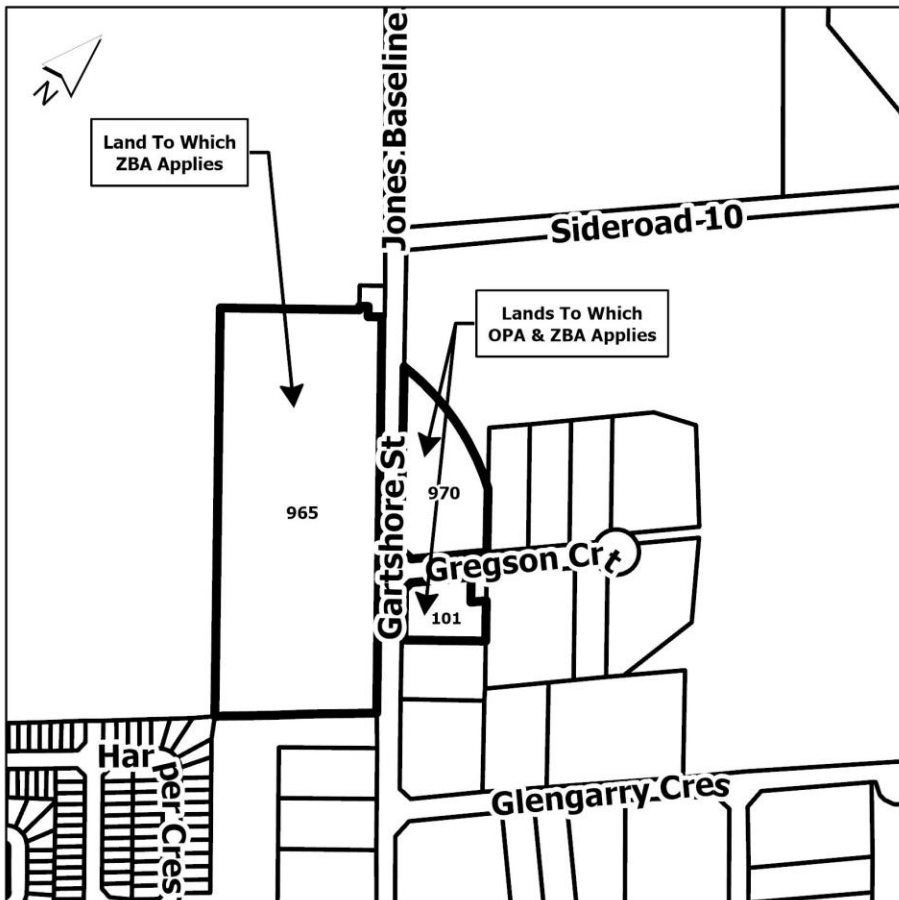 N
Jones Baseline
Land To Which
ZBA Applies
Sideroad 10
Lands To Which
OPA & ZBA Applies
Gartshore St
970
965
Gregson Crt
101
Harper Cres
Glengarry Cres